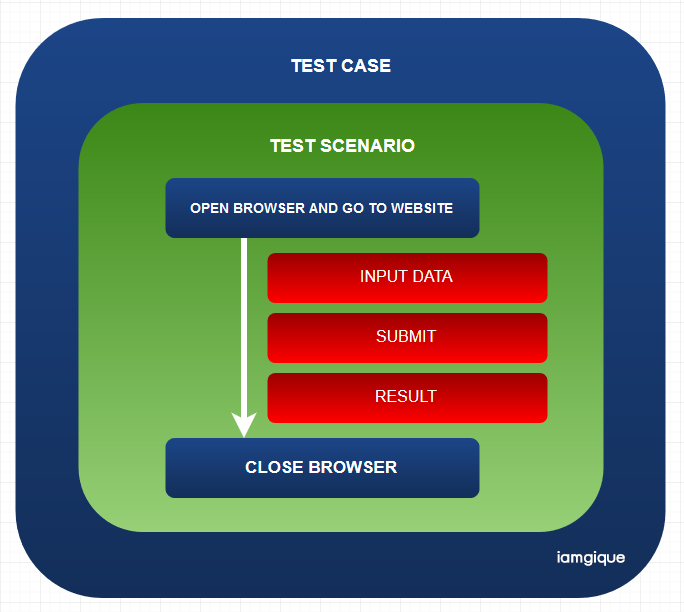 TEST CASE
TEST SCENARIO
OPEN BROWSER AND GO TO WEBSITE
INPUT DATA
SUBMIT
RESULT
CLOSE BROWSER
iamgique